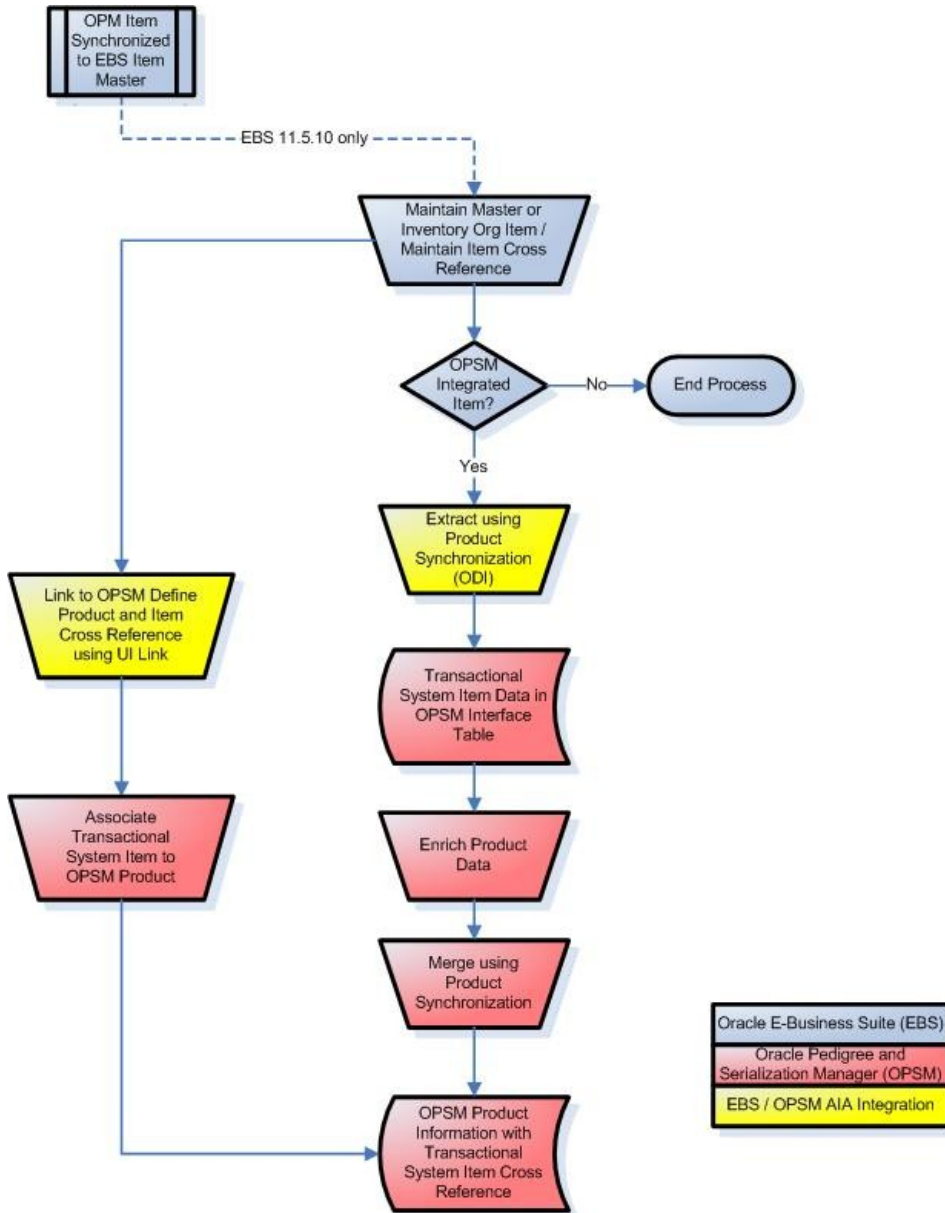 OPM Item
Synchronized
to EBS Item
Master
EBS 11.5.10 only
Maintain Master or
Inventory Org Item /
Maintain Item Cross
Reference
OPSM
Integrated
Item?
No
End Process
Yes
Extract using
Product
Synchronization
(ODI)
Link to OPSM Define
Product and Item
Cross Reference
using UI Link
Transactional
System Item Data in
OPSM Interface
Table
Associate
Transactional
System Item to
OPSM Product
Enrich Product
Data
Merge using
Product
Synchronization
OPSM Product
Information with
Transactional
System Item Cross
Reference
Oracle E-Business Suite (EBS)
Oracle Pedigree and
Serialization Manager (OPSM)
EBS / OPSM AIA Integration